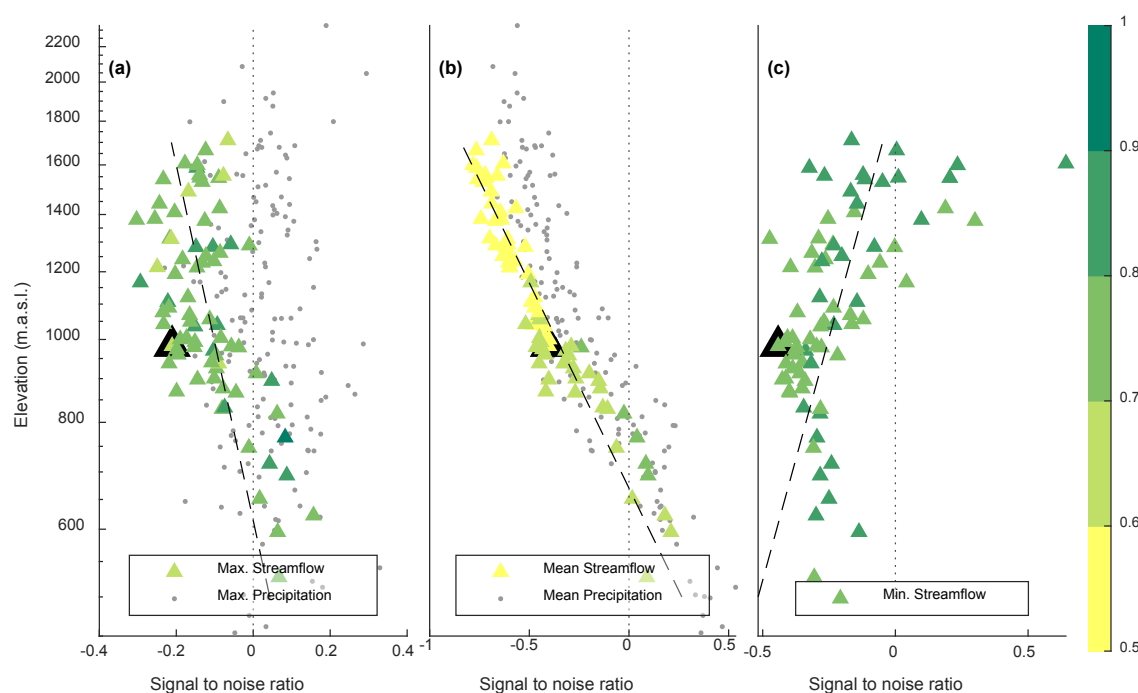 (a)
(b)
(c)
Elevation (m.a.s.l.)
2200
2000
1800
1600
1400
1200
1000
800
600
Max. Streamflow
Max. Precipitation
Mean Streamflow
Mean Precipitation
Min. Streamflow
-0.4
-0.2
0
0.2
0.4
-1
-0.5
0
0.5
-0.5
0
0.5
Signal to noise ratio
Signal to noise ratio
Signal to noise ratio
1
0.9
0.8
0.7
0.6
0.5